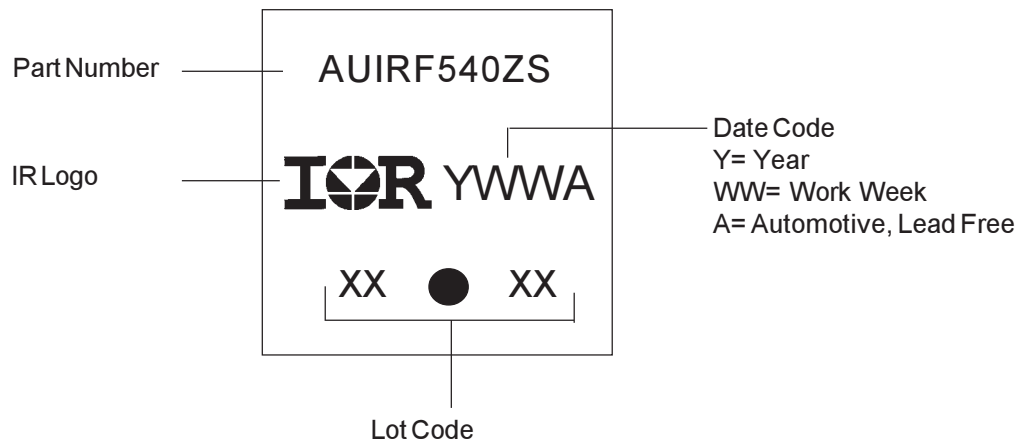 Part Number
AUIRF540ZS
IR Logo
IOR YWWA
Date Code
Y= Year
WW= Work Week
A= Automotive, Lead Free
XX ● XX
Lot Code